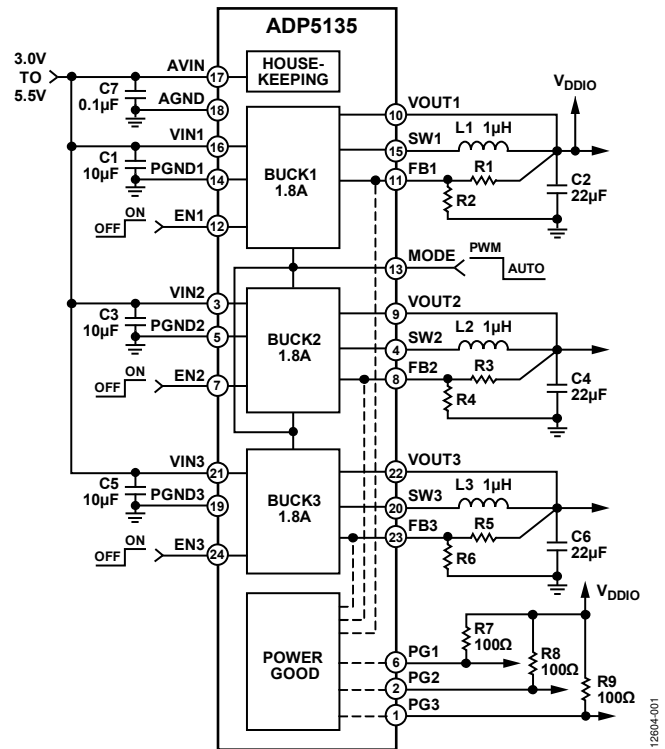 ADP5135
3.0V
TO
5.5V
AVIN
17
HOUSE-
KEEPING
C7
0.1µF
AGND
18
VIN1
16
C1
10µF
PGND1
14
BUCK1
1.8A
OFF
ON
EN1
12
10
VOUT1
15
SW1
L1 1µH
VDDIO
11
FB1
R1
R2
C2
22µF
13
MODE
PWM
AUTO
VIN2
3
C3
10µF
PGND2
5
BUCK2
1.8A
OFF
ON
EN2
7
9
VOUT2
4
SW2
L2 1µH
8
FB2
R3
R4
C4
22µF
VIN3
21
C5
10µF
PGND3
19
BUCK3
1.8A
OFF
ON
EN3
24
22
VOUT3
20
SW3
L3 1µH
23
FB3
R5
R6
C6
22µF
VDDIO
POWER
GOOD
R7
100Ω
R8
100Ω
R9
100Ω
6
PG1
2
PG2
1
PG3
12604-001